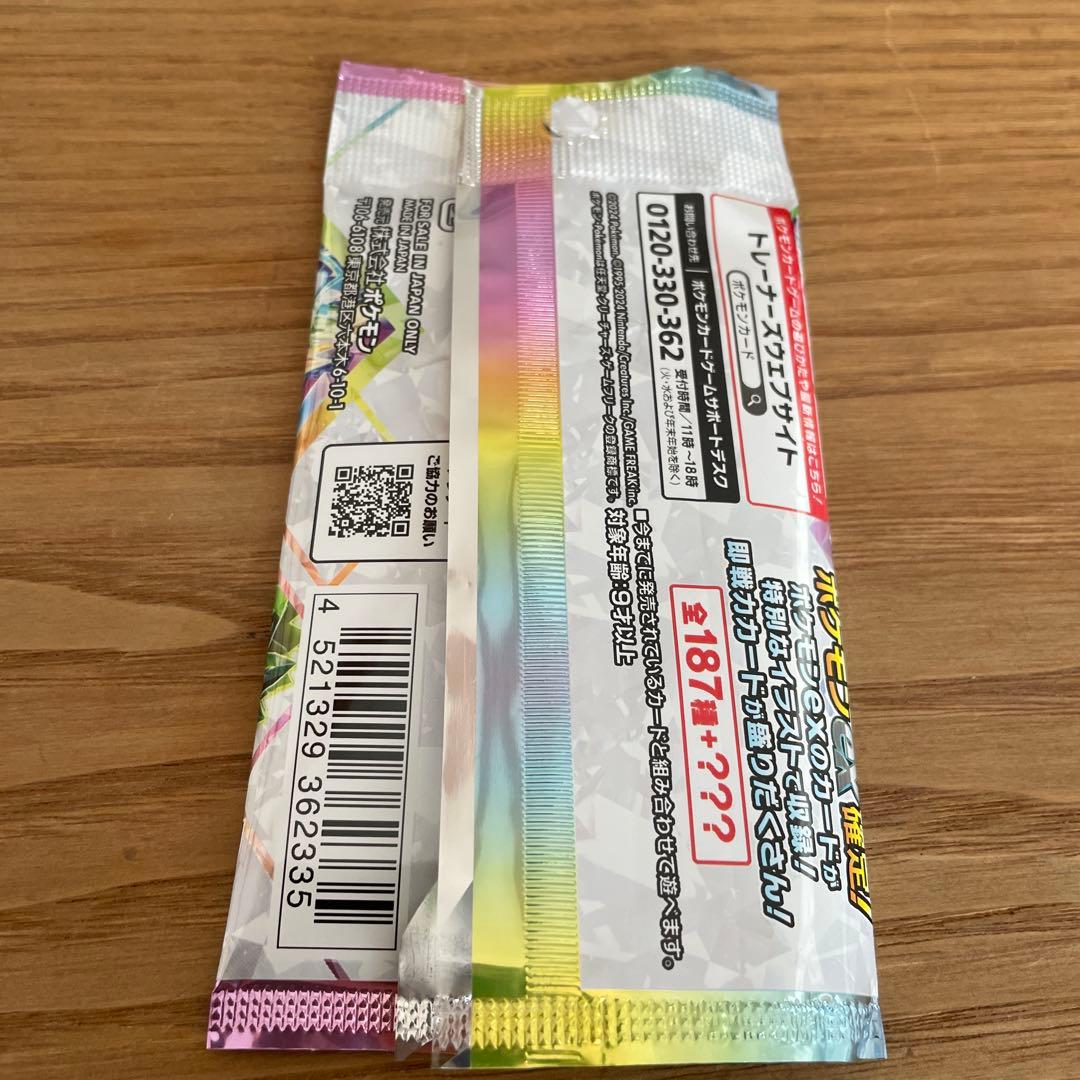 ポケモンex確定!!
ポケモンexのカードが
特別なイラストで収録!
即戦力カードが盛りだくさん!
全187種+???
ポケモンカードゲームの遊びかたや最新情報はこちら!
トレーナーズウェブサイト
ポケモンカード
お問い合わせ先 ポケモンカードゲームサポートデスク
0120-330-362 受付時間/11時~18時
(火・水および年末年始を除く)
■今までに発売されているカードと組み合わせて遊べます。
対象年齢:9才以上
©2024 Pokémon. ©1995-2024 Nintendo/Creatures Inc./GAME FREAK inc.
ポケモン・Pokémonは任天堂・クリーチャーズ・ゲームフリークの登録商標です。
FOR SALE IN JAPAN ONLY
MADE IN JAPAN
発売元 株式会社ポケモン
〒106-6108 東京都港区六本木6-10-1
ご協力のお願い
4 521329 362335